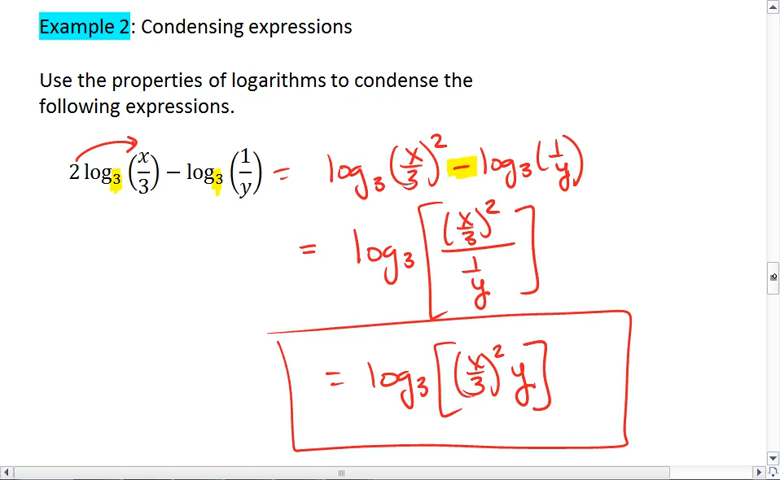 Example 2: Condensing expressions
Use the properties of logarithms to condense the
following expressions.
2 log₃ (x/3) − log₃ (1/y) = log₃ (x/3)² − log₃ (1/y)
= log₃ [(x/3)² / (1/y)]
= log₃ [(x/3)² y]